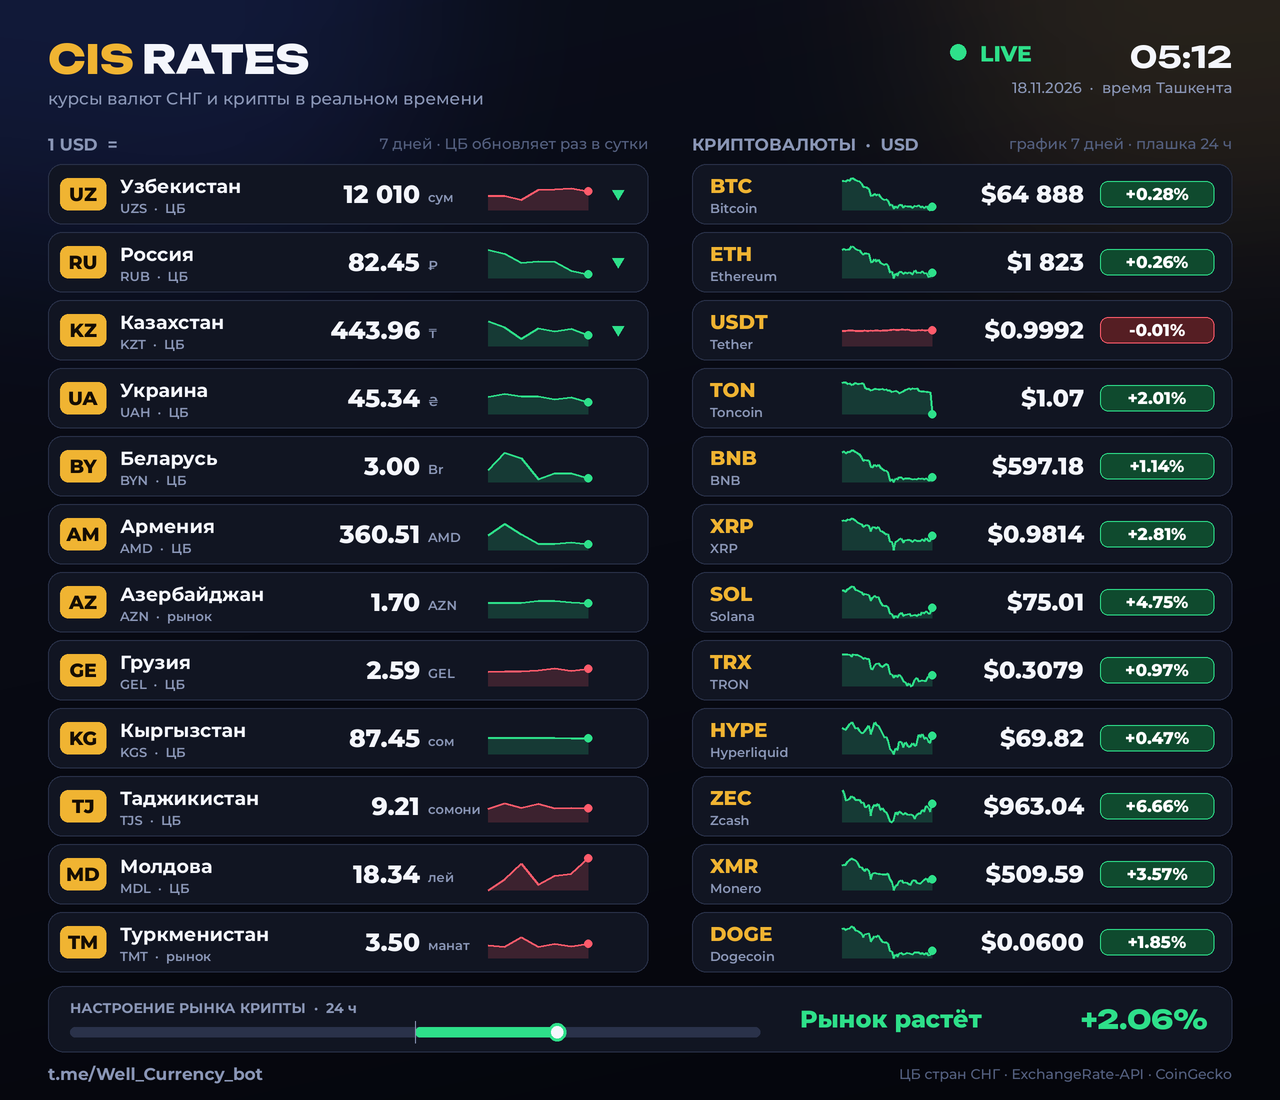 CIS RATES
курсы валют СНГ и крипты в реальном времени
LIVE 05:12
18.11.2026 · время Ташкента
1 USD =
7 дней · ЦБ обновляет раз в сутки
UZ Узбекистан 12 010 сум
UZS · ЦБ
RU Россия 82.45 ₽
RUB · ЦБ
KZ Казахстан 443.96 ₸
KZT · ЦБ
UA Украина 45.34 ₴
UAH · ЦБ
BY Беларусь 3.00 Br
BYN · ЦБ
AM Армения 360.51 AMD
AMD · ЦБ
AZ Азербайджан 1.70 AZN
AZN · рынок
GE Грузия 2.59 GEL
GEL · ЦБ
KG Кыргызстан 87.45 сом
KGS · ЦБ
TJ Таджикистан 9.21 сомони
TJS · ЦБ
MD Молдова 18.34 лей
MDL · ЦБ
TM Туркменистан 3.50 манат
TMT · рынок
КРИПТОВАЛЮТЫ · USD
график 7 дней · плашка 24 ч
BTC $64 888 +0.28%
Bitcoin
ETH $1 823 +0.26%
Ethereum
USDT $0.9992 -0.01%
Tether
TON $1.07 +2.01%
Toncoin
BNB $597.18 +1.14%
BNB
XRP $0.9814 +2.81%
XRP
SOL $75.01 +4.75%
Solana
TRX $0.3079 +0.97%
TRON
HYPE $69.82 +0.47%
Hyperliquid
ZEC $963.04 +6.66%
Zcash
XMR $509.59 +3.57%
Monero
DOGE $0.0600 +1.85%
Dogecoin
НАСТРОЕНИЕ РЫНКА КРИПТЫ · 24 ч
Рынок растёт +2.06%
t.me/Well_Currency_bot
ЦБ стран СНГ · ExchangeRate-API · CoinGecko